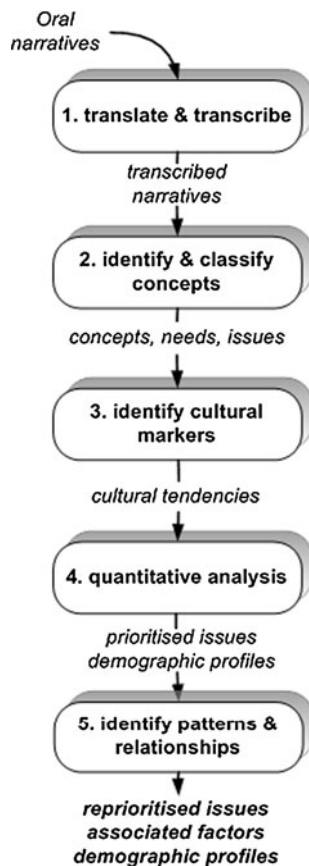 Oral
narratives
1. translate & transcribe
transcribed
narratives
2. identify & classify
concepts
concepts, needs, issues
3. identify cultural
markers
cultural tendencies
4. quantitative analysis
prioritised issues
demographic profiles
5. identify patterns &
relationships
reprioritised issues
associated factors
demographic profiles